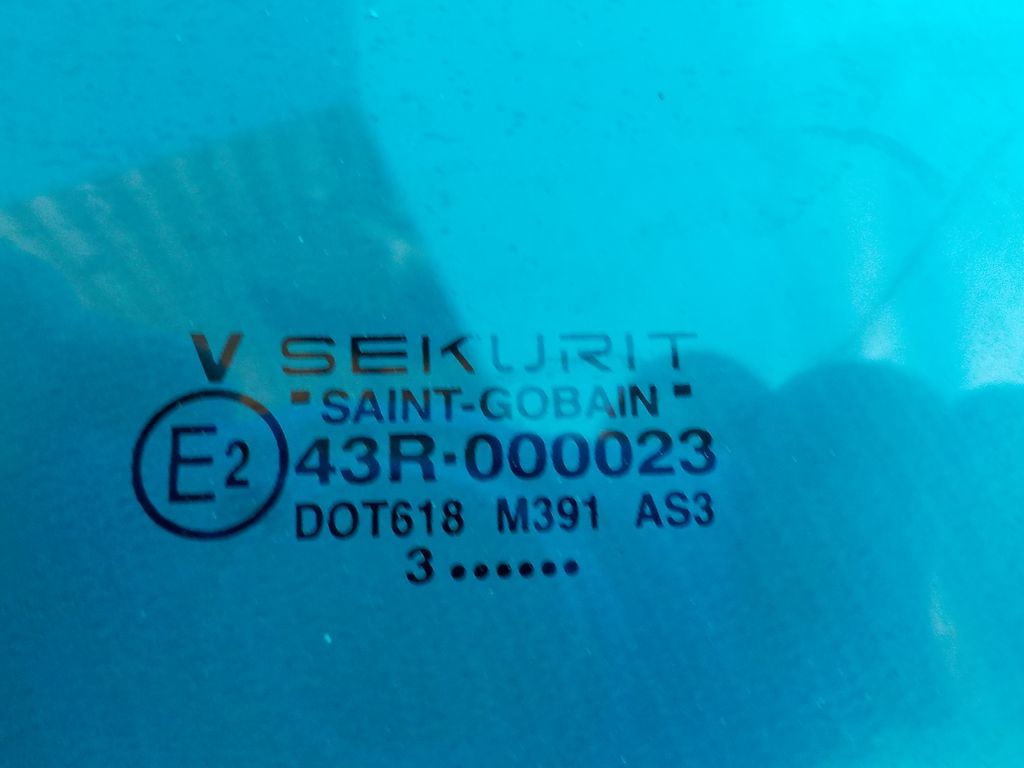 V SEKURIT
"SAINT-GOBAIN"
E2 43R-000023
DOT618 M391 AS3
3......